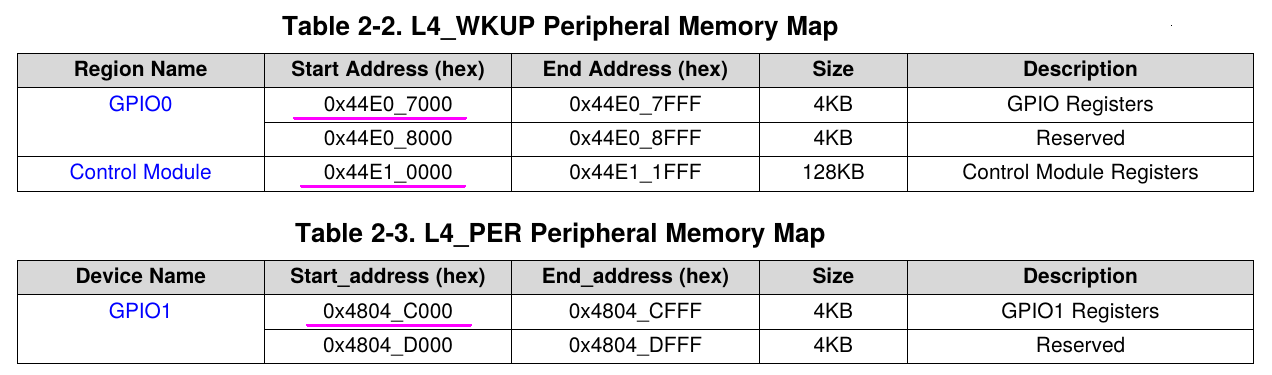 Table 2-2. L4_WKUP Peripheral Memory Map
Region Name Start Address (hex) End Address (hex) Size Description
GPIO0 0x44E0_7000 0x44E0_7FFF 4KB GPIO Registers
0x44E0_8000 0x44E0_8FFF 4KB Reserved
Control Module 0x44E1_0000 0x44E1_1FFF 128KB Control Module Registers
Table 2-3. L4_PER Peripheral Memory Map
Device Name Start_address (hex) End_address (hex) Size Description
GPIO1 0x4804_C000 0x4804_CFFF 4KB GPIO1 Registers
0x4804_D000 0x4804_DFFF 4KB Reserved